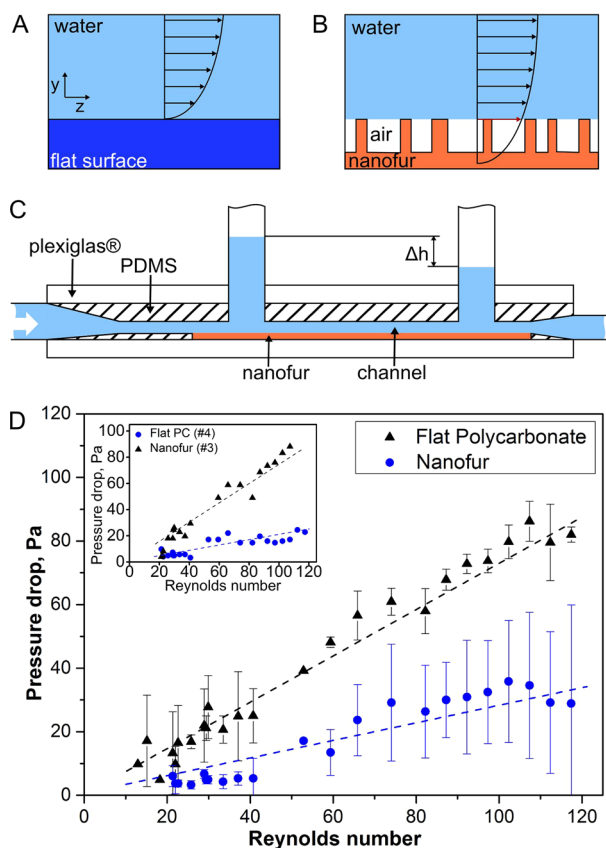 A
water
y
z
flat surface
B
water
air
nanofur
C
plexiglas®
PDMS
Δh
nanofur
channel
D
120
100
80
60
40
20
0
Pressure drop, Pa
0
20
40
60
80
100
120
Reynolds number
Flat Polycarbonate
Nanofur
100
80
60
40
20
0
Pressure drop, Pa
0
20
40
60
80
100
120
Reynolds number
Flat PC (#4)
Nanofur (#3)